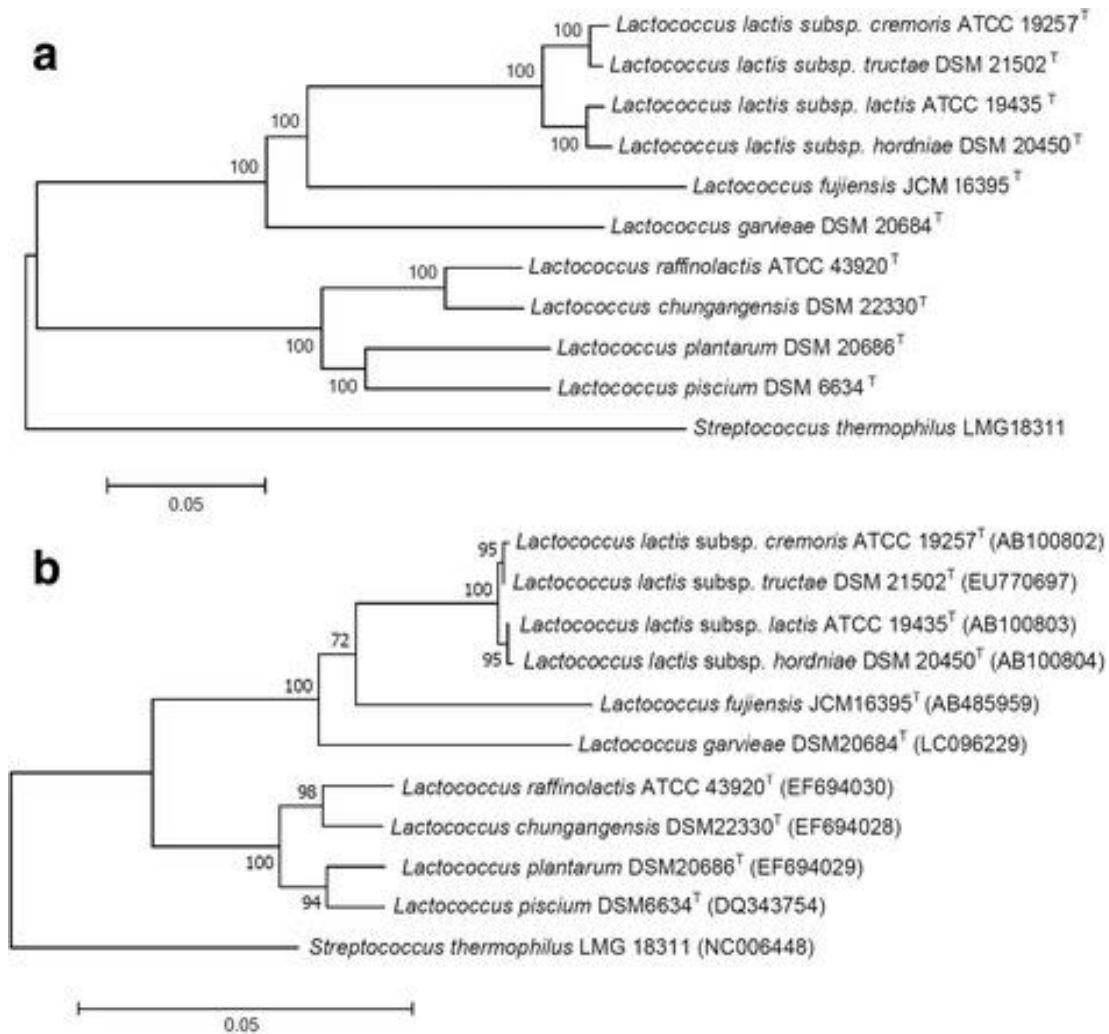 a
100
Lactococcus lactis subsp. cremoris ATCC 19257T
100
Lactococcus lactis subsp. tructae DSM 21502T
Lactococcus lactis subsp. lactis ATCC 19435 T
100
Lactococcus lactis subsp. hordniae DSM 20450T
100
100
Lactococcus fujiensis JCM 16395T
Lactococcus garvieae DSM 20684T
100
Lactococcus raffinolactis ATCC 43920T
Lactococcus chungangensis DSM 22330T
100
Lactococcus plantarum DSM 20686T
100
Lactococcus piscium DSM 6634T
Streptococcus thermophilus LMG18311
0.05
b
95
Lactococcus lactis subsp. cremoris ATCC 19257T (AB100802)
100
Lactococcus lactis subsp. tructae DSM 21502T (EU770697)
Lactococcus lactis subsp. lactis ATCC 19435T (AB100803)
72
95
Lactococcus lactis subsp. hordniae DSM 20450T (AB100804)
100
Lactococcus fujiensis JCM16395T (AB485959)
Lactococcus garvieae DSM20684T (LC096229)
98
Lactococcus raffinolactis ATCC 43920T (EF694030)
Lactococcus chungangensis DSM22330T (EF694028)
100
Lactococcus plantarum DSM20686T (EF694029)
94
Lactococcus piscium DSM6634T (DQ343754)
Streptococcus thermophilus LMG 18311 (NC006448)
0.05